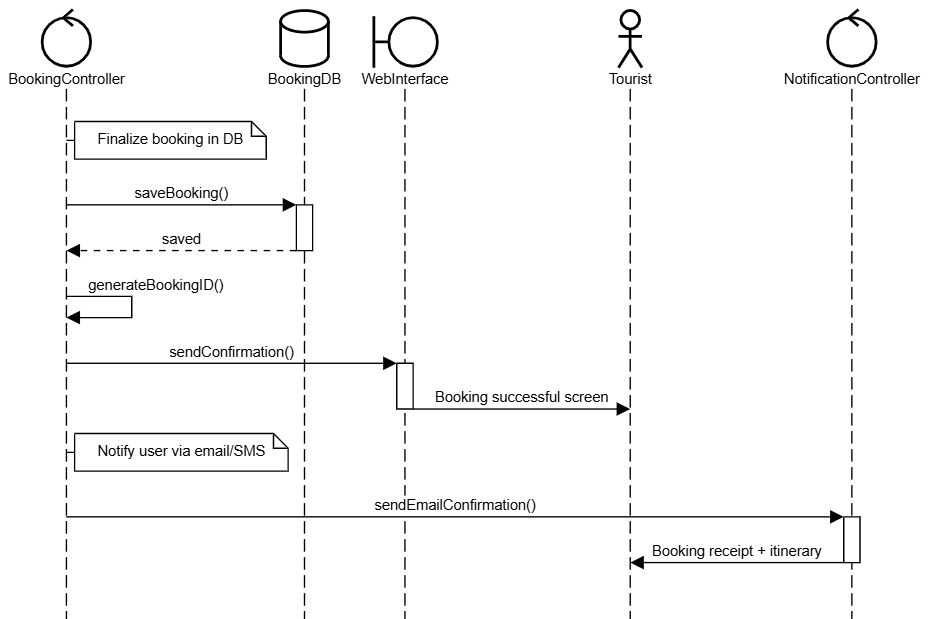 BookingController
BookingDB
WebInterface
Tourist
NotificationController
Finalize booking in DB
saveBooking()
saved
generateBookingID()
sendConfirmation()
Booking successful screen
Notify user via email/SMS
sendEmailConfirmation()
Booking receipt + itinerary